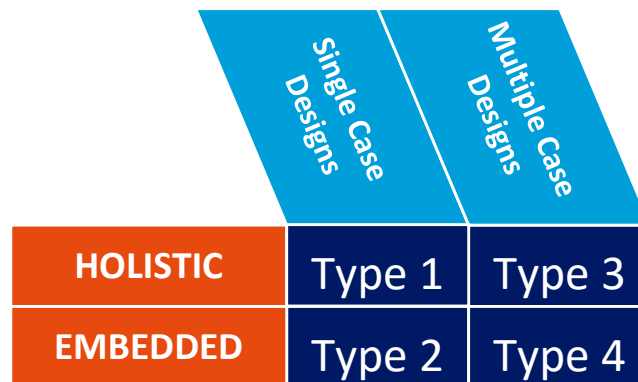 Single Case
Designs
Multiple Case
Designs
HOLISTIC
Type 1
Type 3
EMBEDDED
Type 2
Type 4